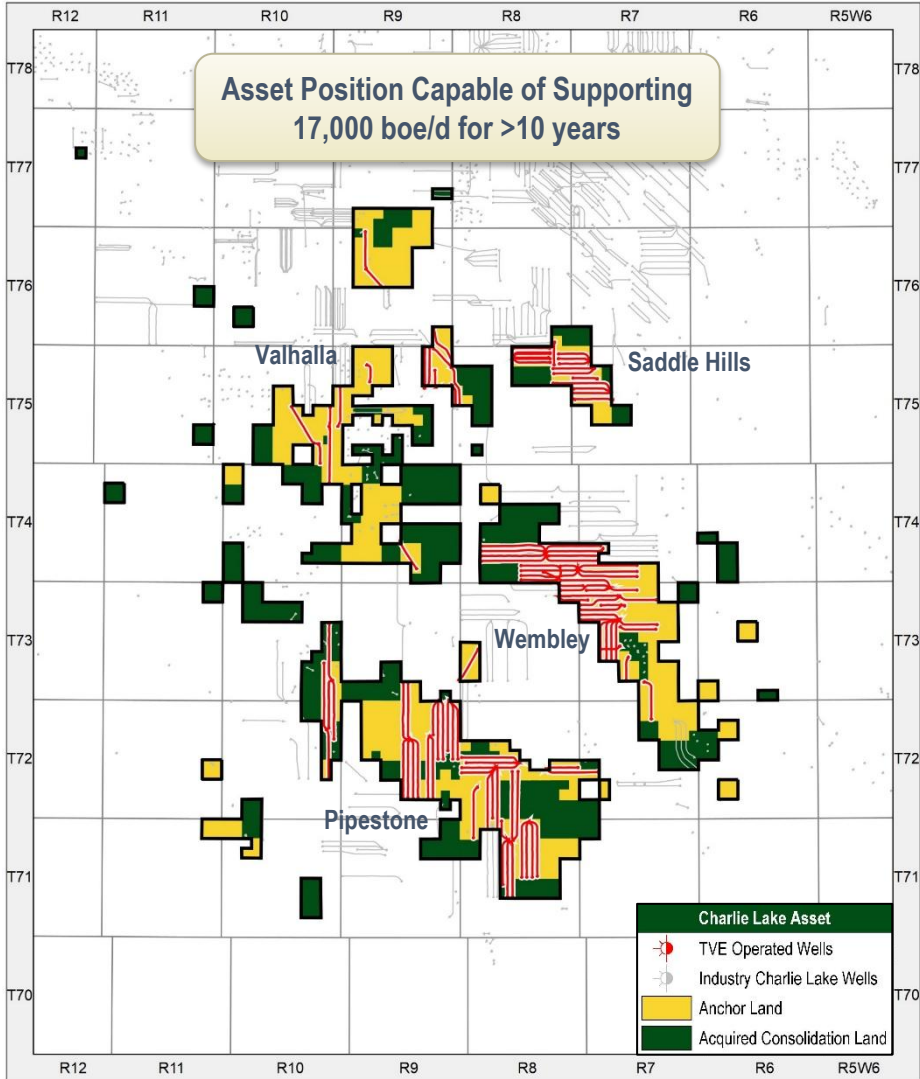 R12 R11 R10 R9 R8 R7 R6 R5W6
T78 T78
Asset Position Capable of Supporting
17,000 boe/d for >10 years
T77 T77
T76 T76
Valhalla
Saddle Hills
T75 T75
T74 T74
Wembley
T73 T73
T72 T72
Pipestone
T71 T71
Charlie Lake Asset
TVE Operated Wells
Industry Charlie Lake Wells
T70 T70
Anchor Land
Acquired Consolidation Land
R12 R11 R10 R9 R8 R7 R6 R5W6